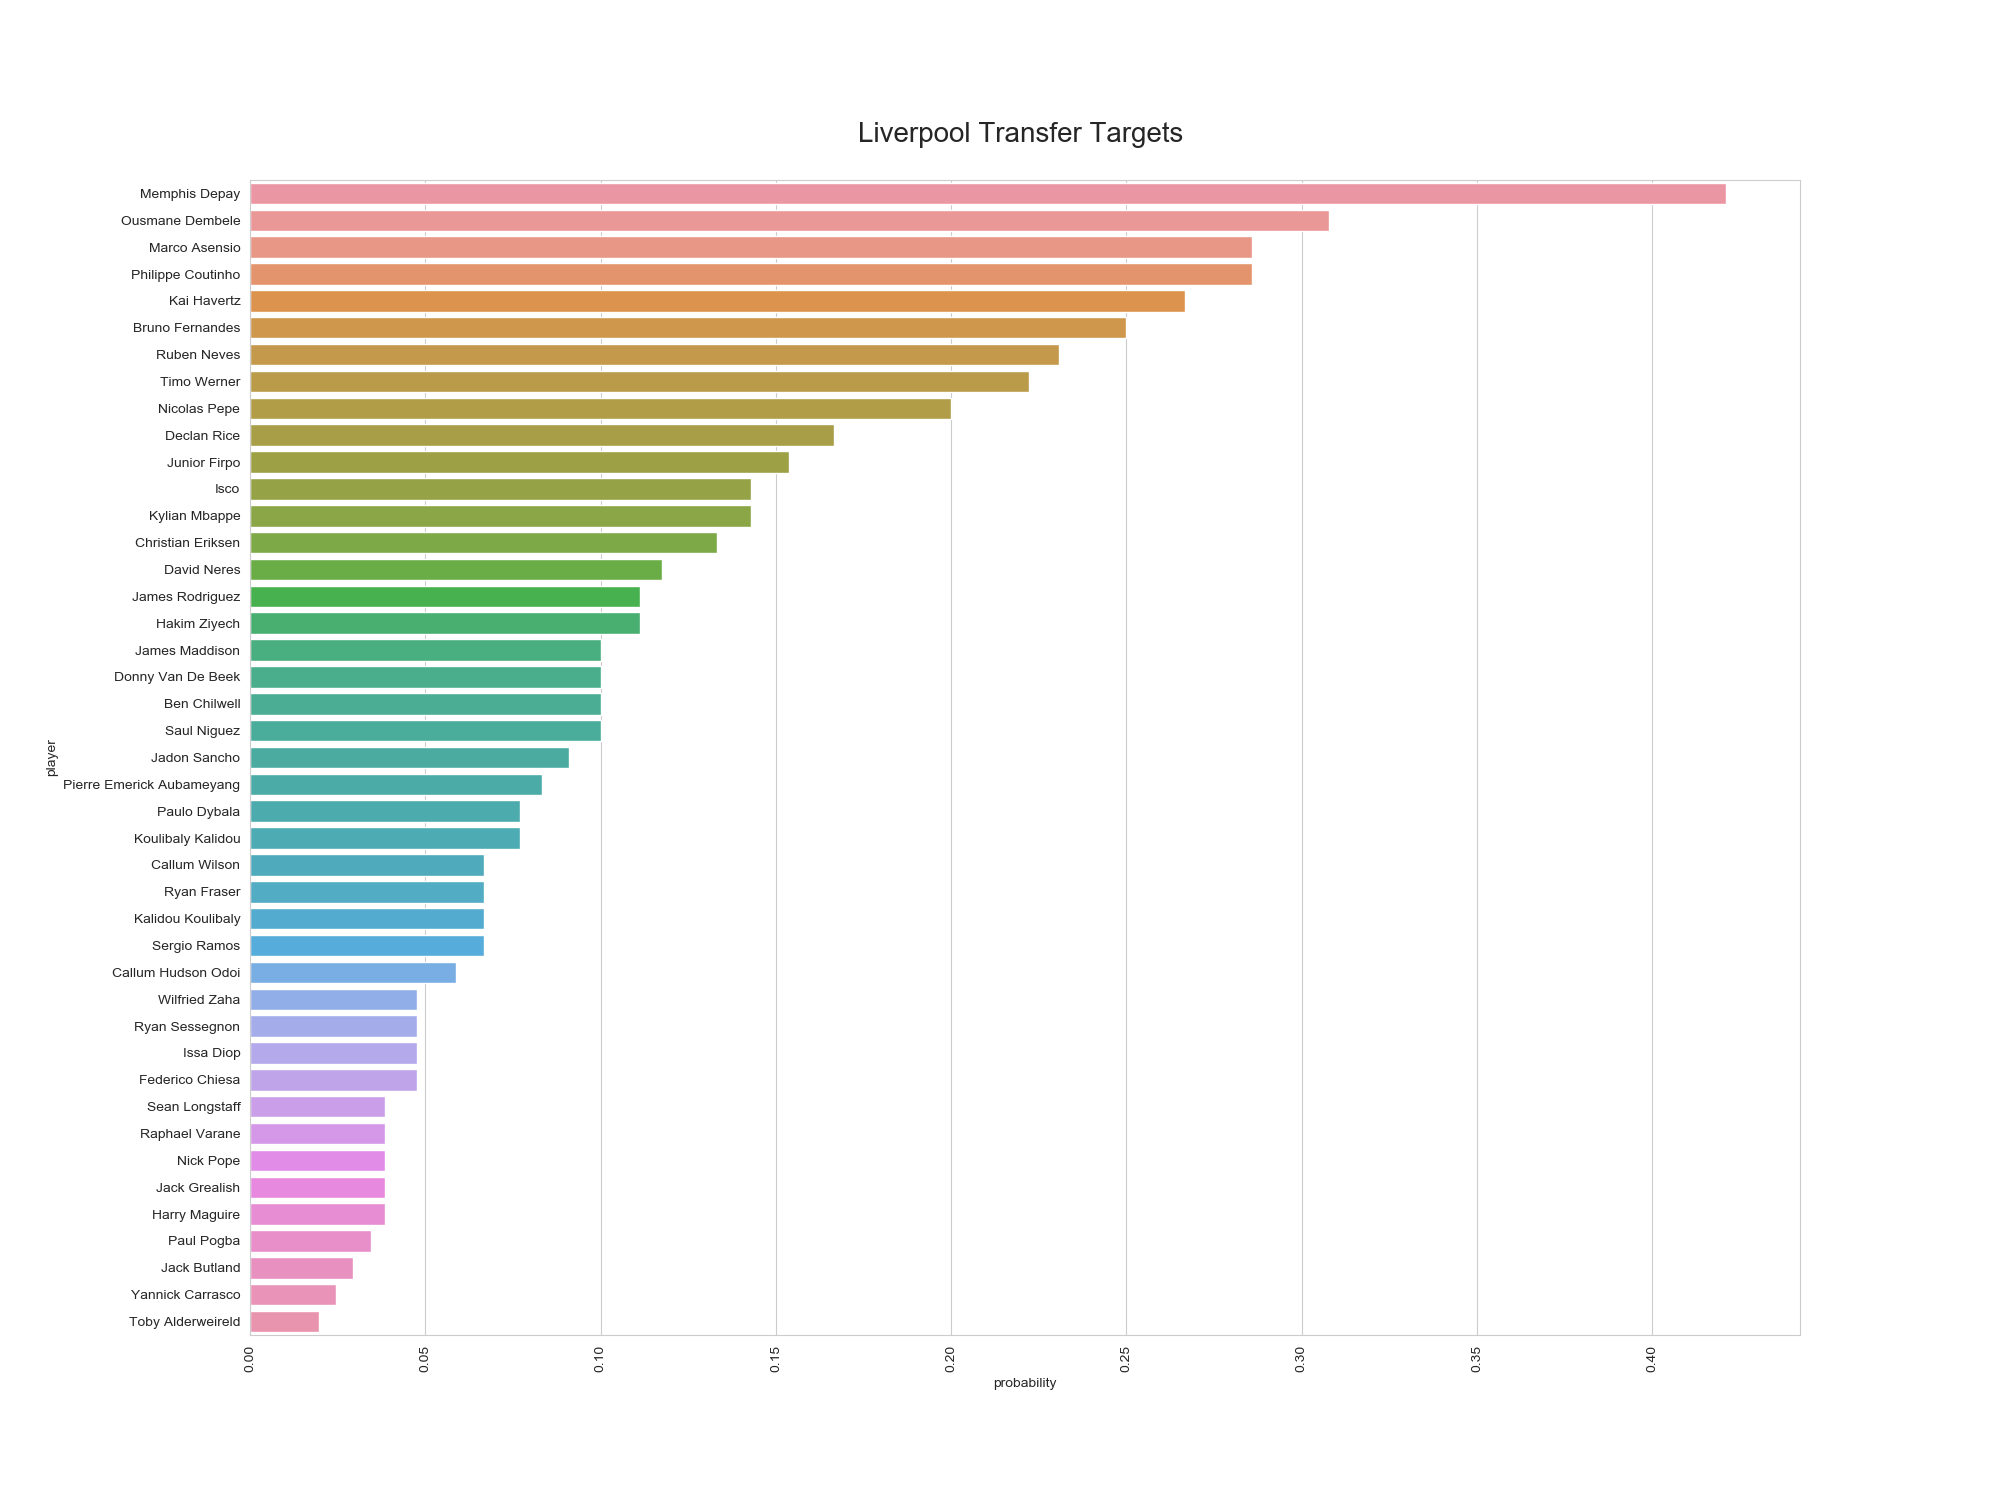 Liverpool Transfer Targets
Memphis Depay
Ousmane Dembele
Marco Asensio
Philippe Coutinho
Kai Havertz
Bruno Fernandes
Ruben Neves
Timo Werner
Nicolas Pepe
Declan Rice
Junior Firpo
Isco
Kylian Mbappe
Christian Eriksen
David Neres
James Rodriguez
Hakim Ziyech
James Maddison
Donny Van De Beek
Ben Chilwell
Saul Niguez
Jadon Sancho
player
Pierre Emerick Aubameyang
Paulo Dybala
Koulibaly Kalidou
Callum Wilson
Ryan Fraser
Kalidou Koulibaly
Sergio Ramos
Callum Hudson Odoi
Wilfried Zaha
Ryan Sessegnon
Issa Diop
Federico Chiesa
Sean Longstaff
Raphael Varane
Nick Pope
Jack Grealish
Harry Maguire
Paul Pogba
Jack Butland
Yannick Carrasco
Toby Alderweireld
0.00 0.05 0.10 0.15 0.20 0.25 0.30 0.35 0.40
probability